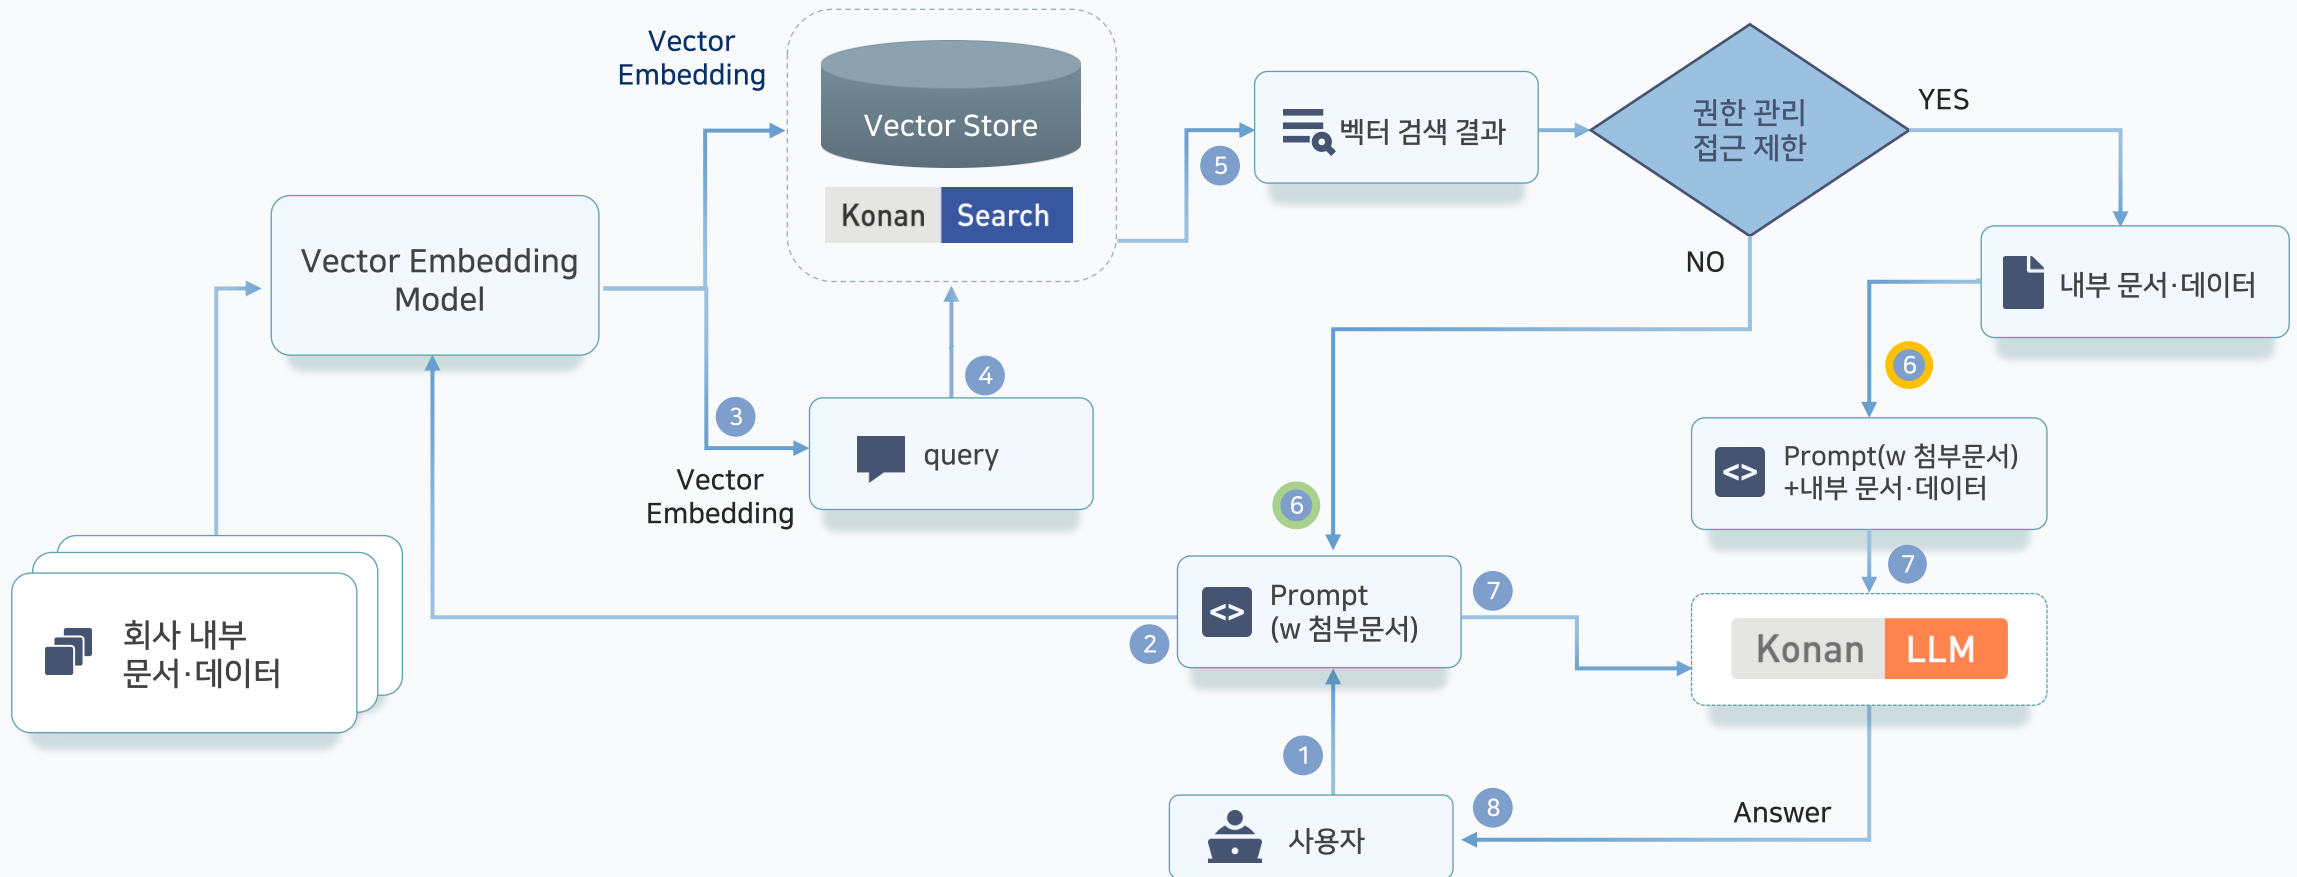 Vector
Embedding
Vector Store
Konan Search
벡터 검색 결과
5
권한 관리
접근 제한
YES
NO
Vector Embedding
Model
내부 문서·데이터
6
4
3
query
Vector
Embedding
Prompt(w 첨부문서)
+내부 문서·데이터
6
7
회사 내부
문서·데이터
2
Prompt
(w 첨부문서)
7
Konan LLM
1
사용자
8
Answer